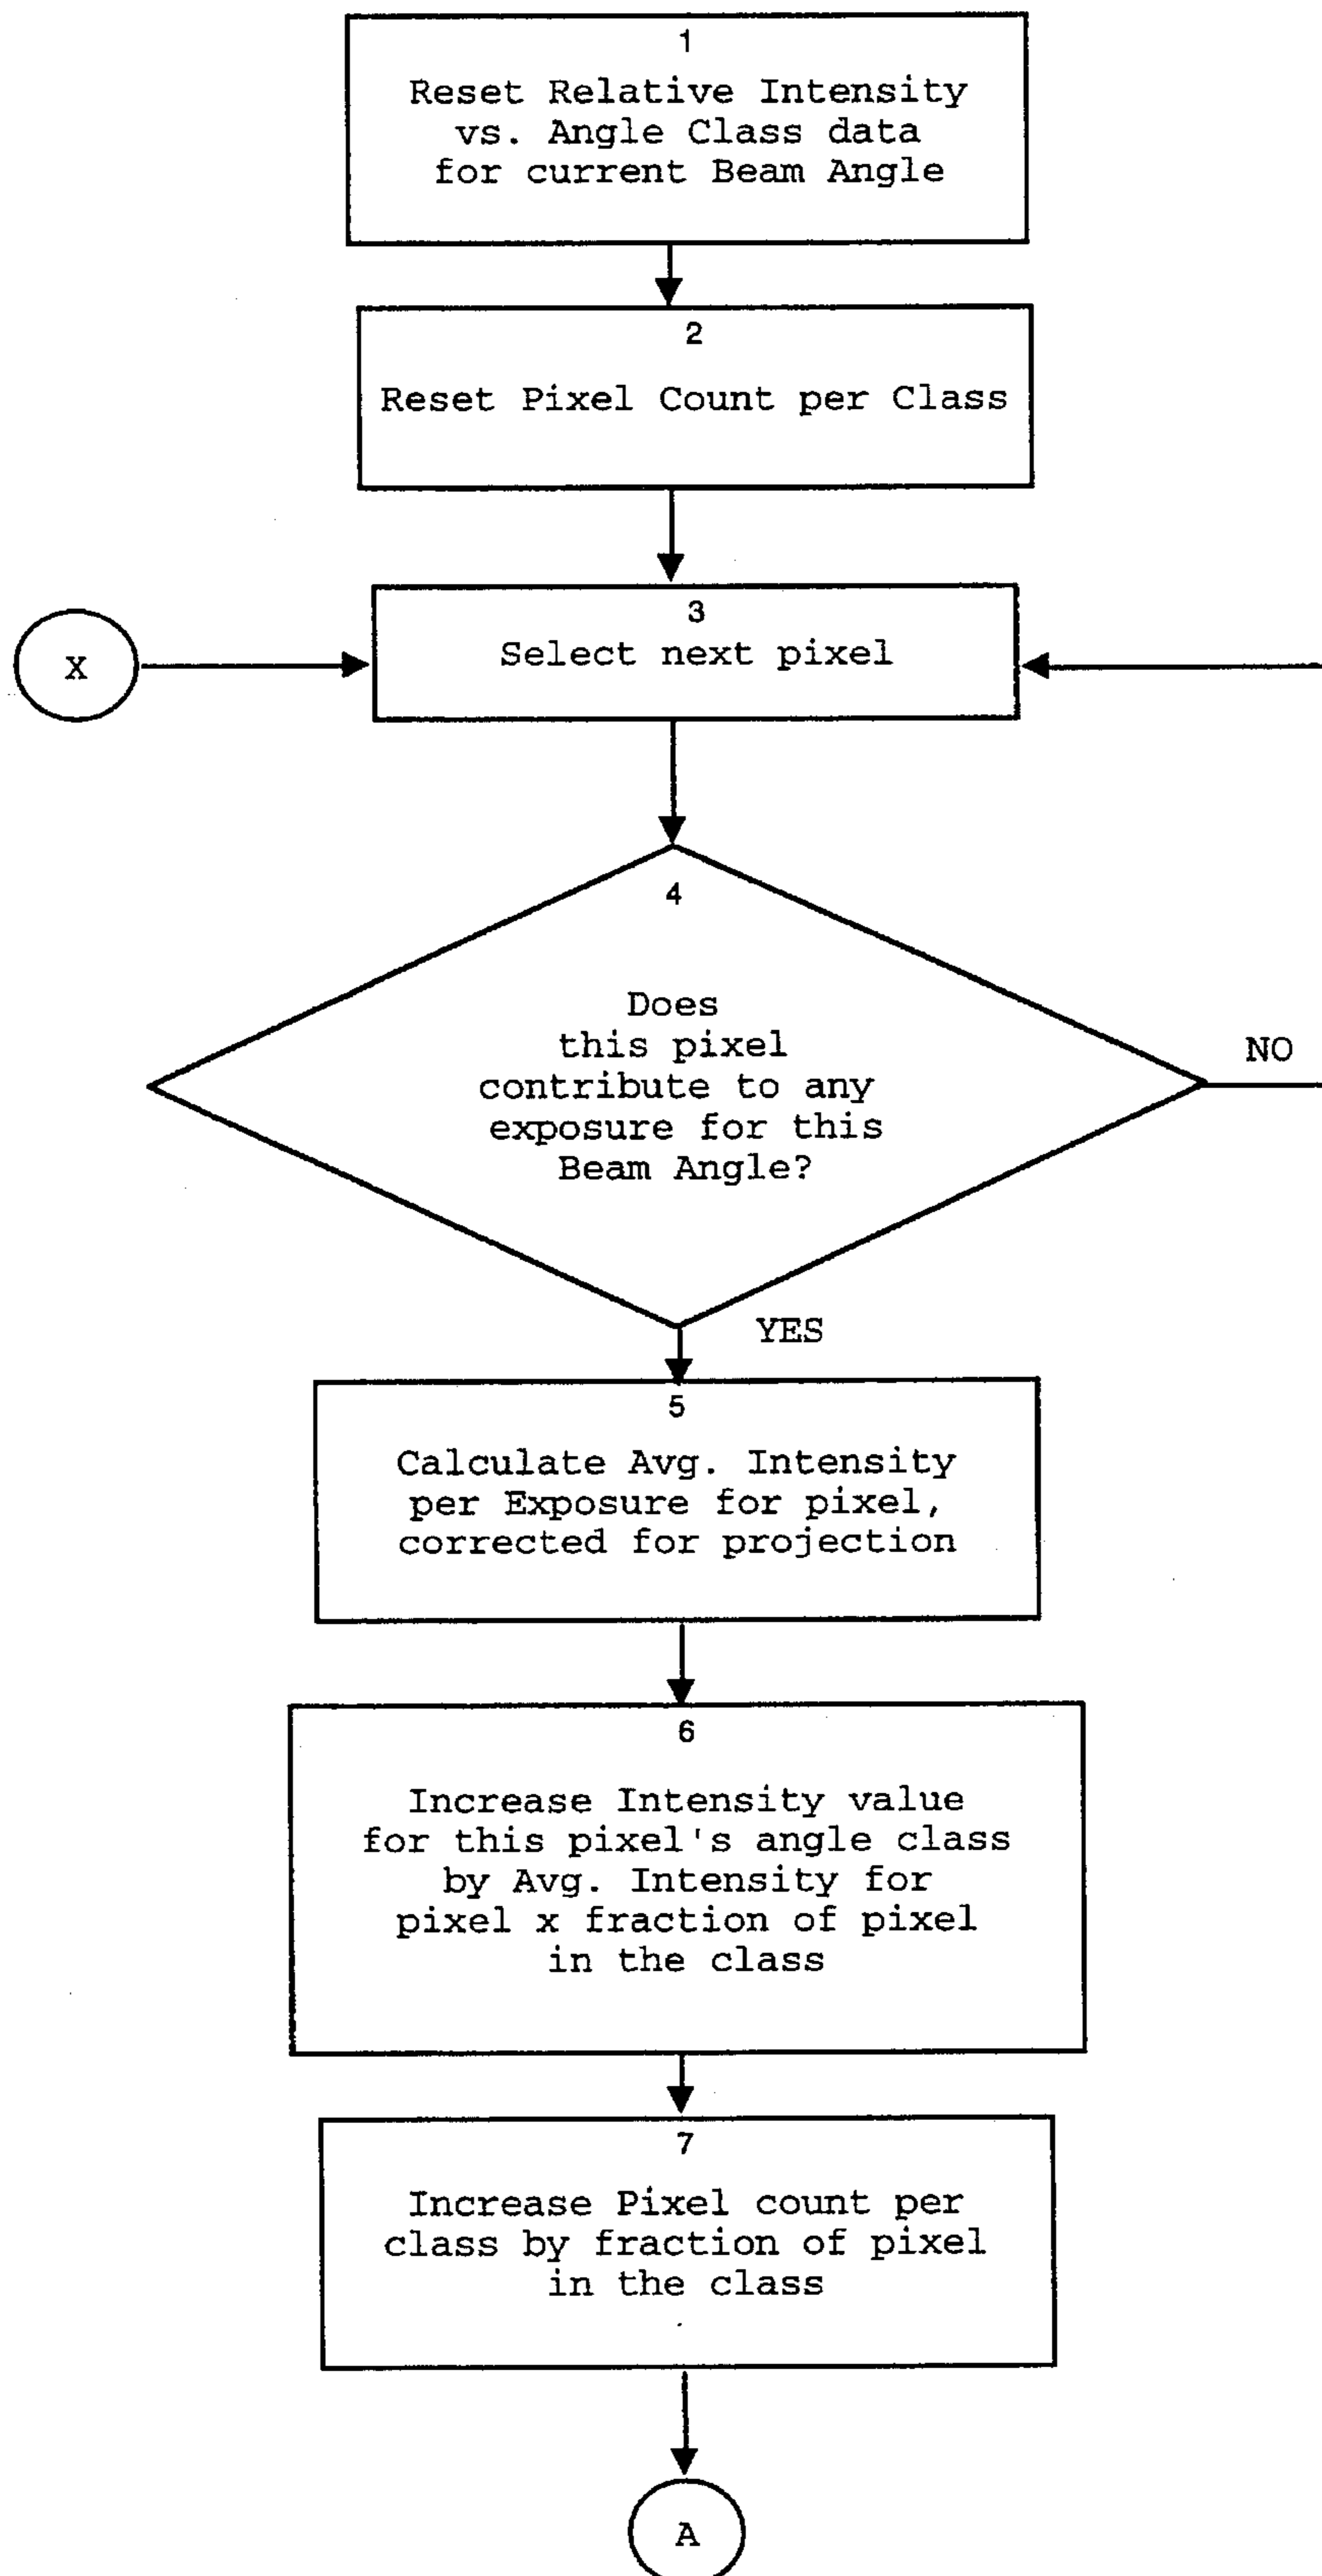 1
Reset Relative Intensity
vs. Angle Class data
for current Beam Angle
2
Reset Pixel Count per Class
X
3
Select next pixel
4
Does
this pixel
contribute to any
exposure for this
Beam Angle?
NO
YES
5
Calculate Avg. Intensity
per Exposure for pixel,
corrected for projection
6
Increase Intensity value
for this pixel's angle class
by Avg. Intensity for
pixel x fraction of pixel
in the class
7
Increase Pixel count per
class by fraction of pixel
in the class
A